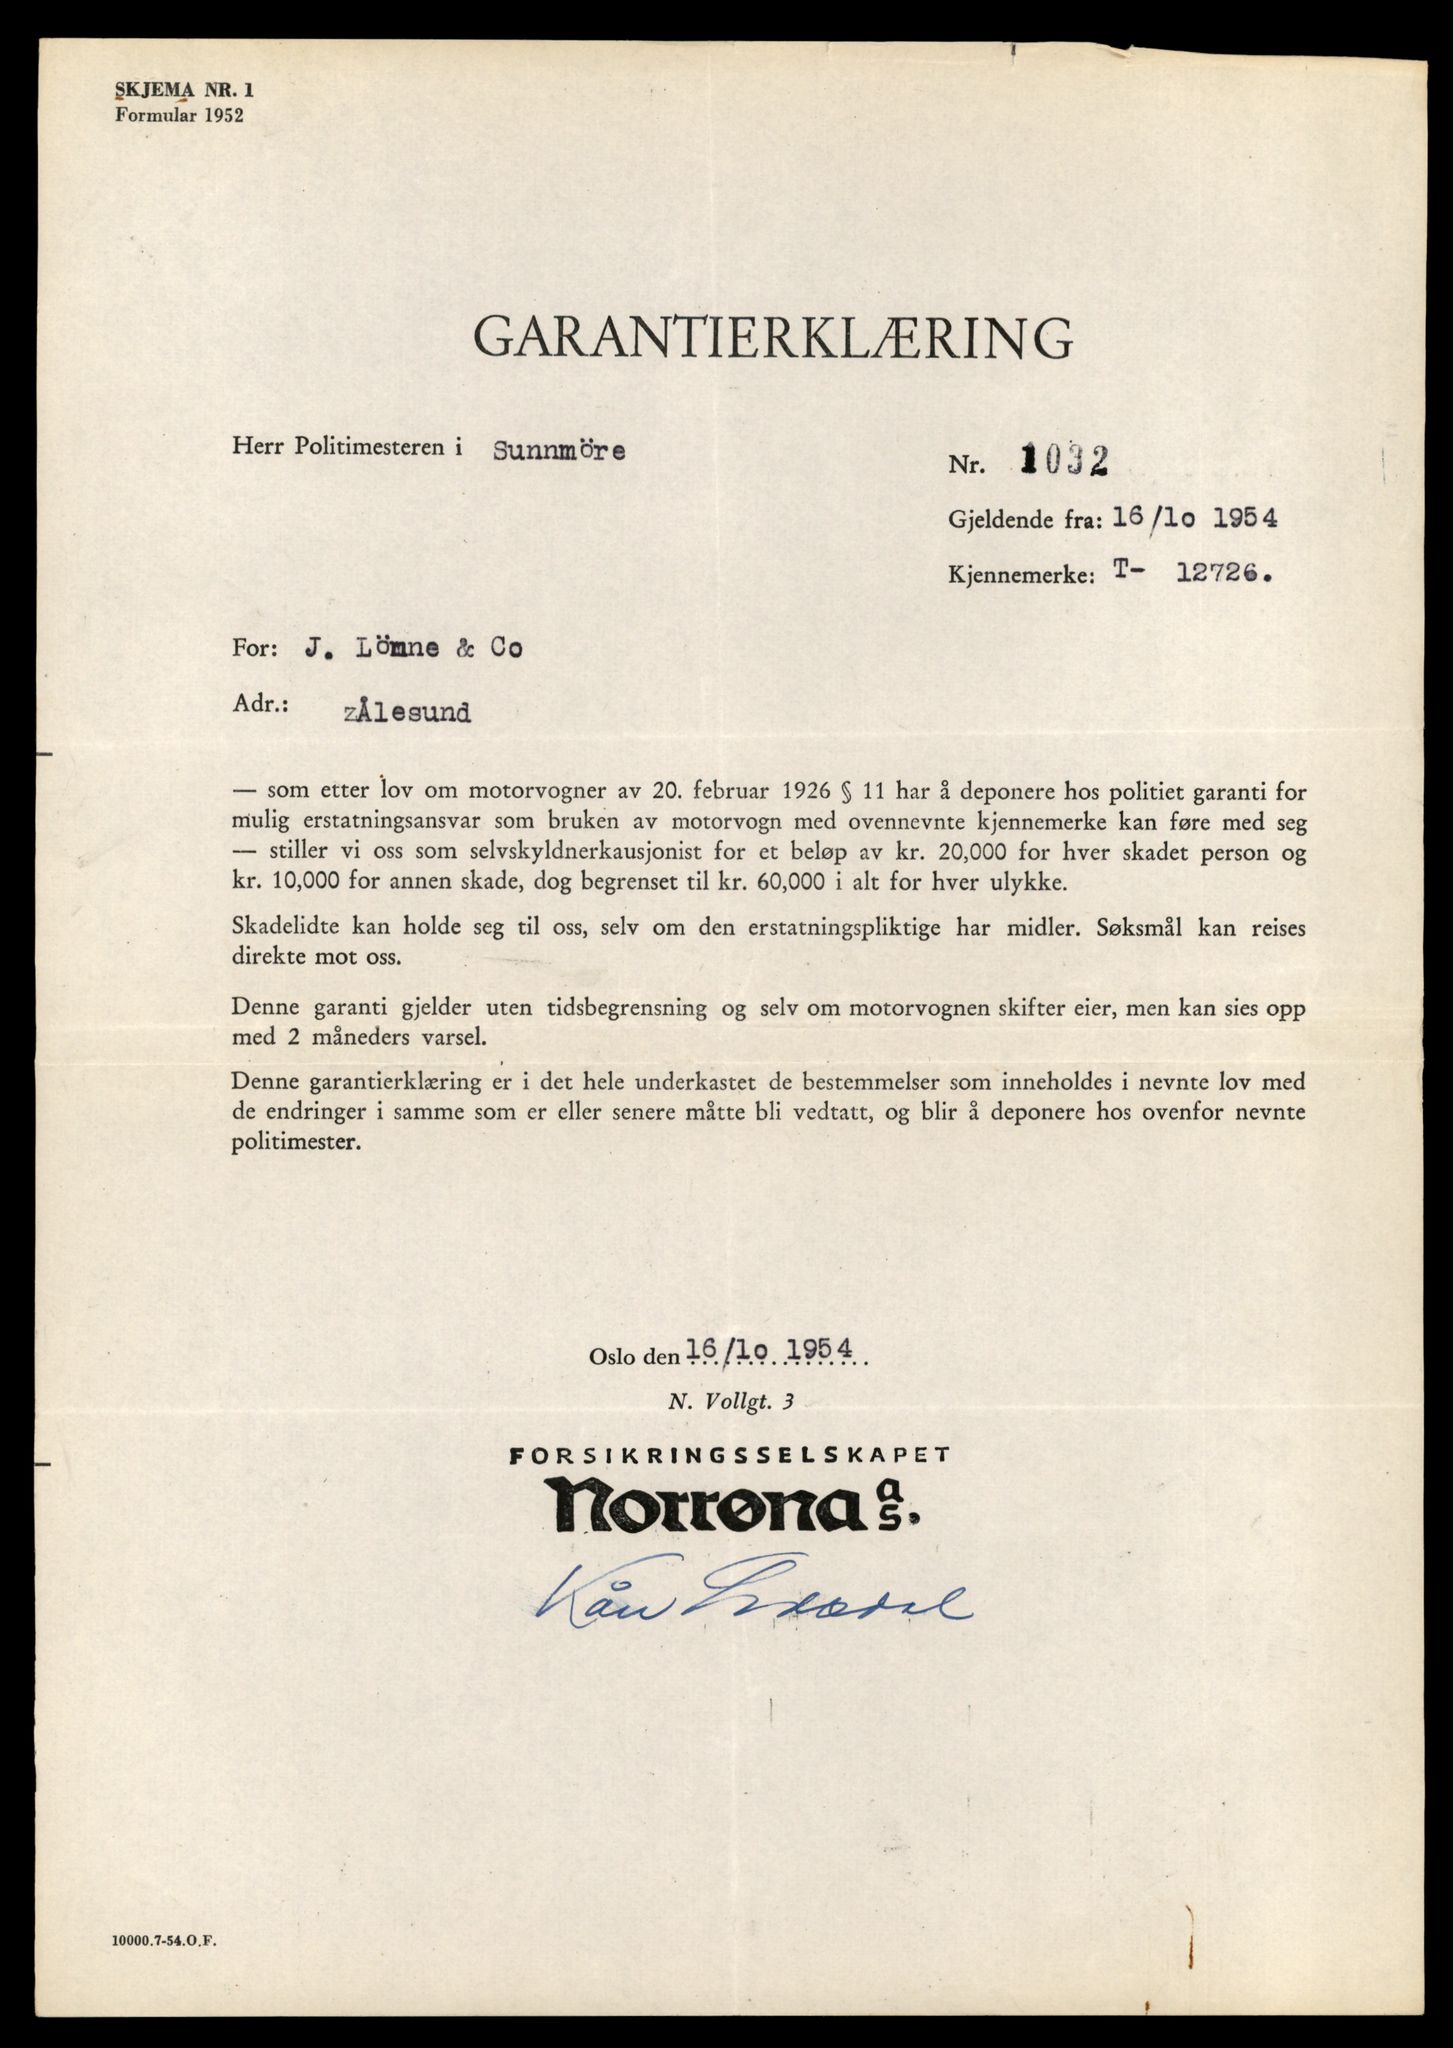 SKJEMA NR. 1
Formular 1952
GARANTIERKLÆRING
Herr Politimesteren i Sunnmöre
Nr. 1032
Gjeldende fra: 16/10 1954
Kjennemerke: T- 12726.
For: J. Lömne & Co
Adr.: zÅlesund
— som etter lov om motorvogner av 20. februar 1926 § 11 har å deponere hos politiet garanti for
mulig erstatningsansvar som bruken av motorvogn med ovennevnte kjennemerke kan føre med seg
— stiller vi oss som selvskyldnerkausjonist for et beløp av kr. 20,000 for hver skadet person og
kr. 10,000 for annen skade, dog begrenset til kr. 60,000 i alt for hver ulykke.
Skadelidte kan holde seg til oss, selv om den erstatningspliktige har midler. Søksmål kan reises
direkte mot oss.
Denne garanti gjelder uten tidsbegrensning og selv om motorvognen skifter eier, men kan sies opp
med 2 måneders varsel.
Denne garantierklæring er i det hele underkastet de bestemmelser som inneholdes i nevnte lov med
de endringer i samme som er eller senere måtte bli vedtatt, og blir å deponere hos ovenfor nevnte
politimester.
Oslo den 16/10 1954
N. Vollgt. 3
FORSIKRINGSSELSKAPET
Norrøna as.
10000.7-54.O.F.